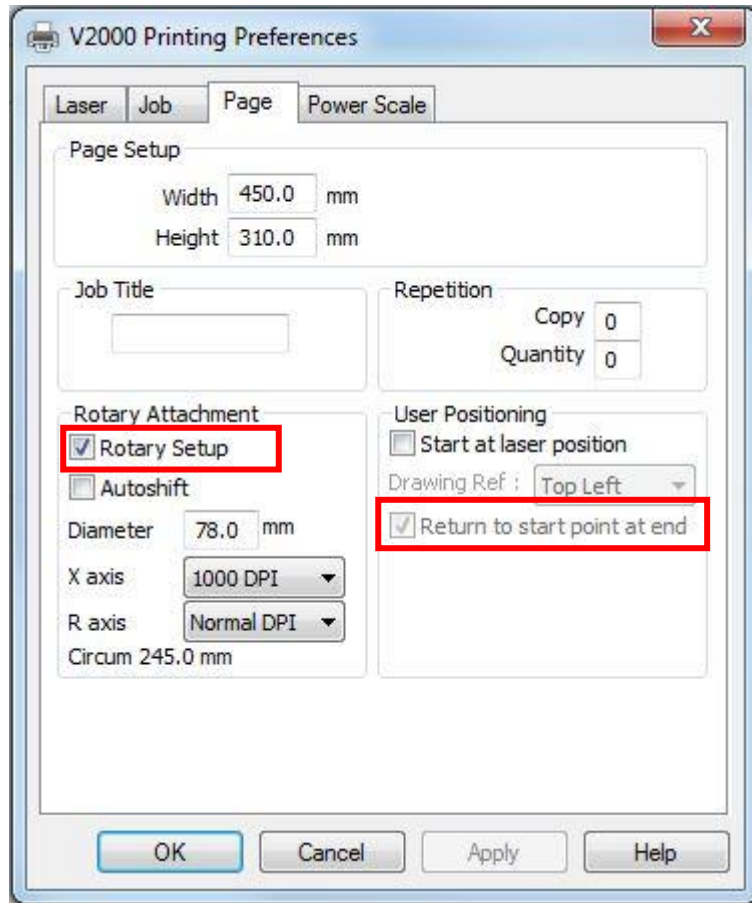 V2000 Printing Preferences
Laser Job Page Power Scale
Page Setup
Width 450.0 mm
Height 310.0 mm
Job Title
Repetition
Copy 0
Quantity 0
Rotary Attachment
Rotary Setup
Autoshift
Diameter 78.0 mm
X axis 1000 DPI
R axis Normal DPI
Circum 245.0 mm
User Positioning
Start at laser position
Drawing Ref : Top Left
Return to start point at end
OK Cancel Apply Help